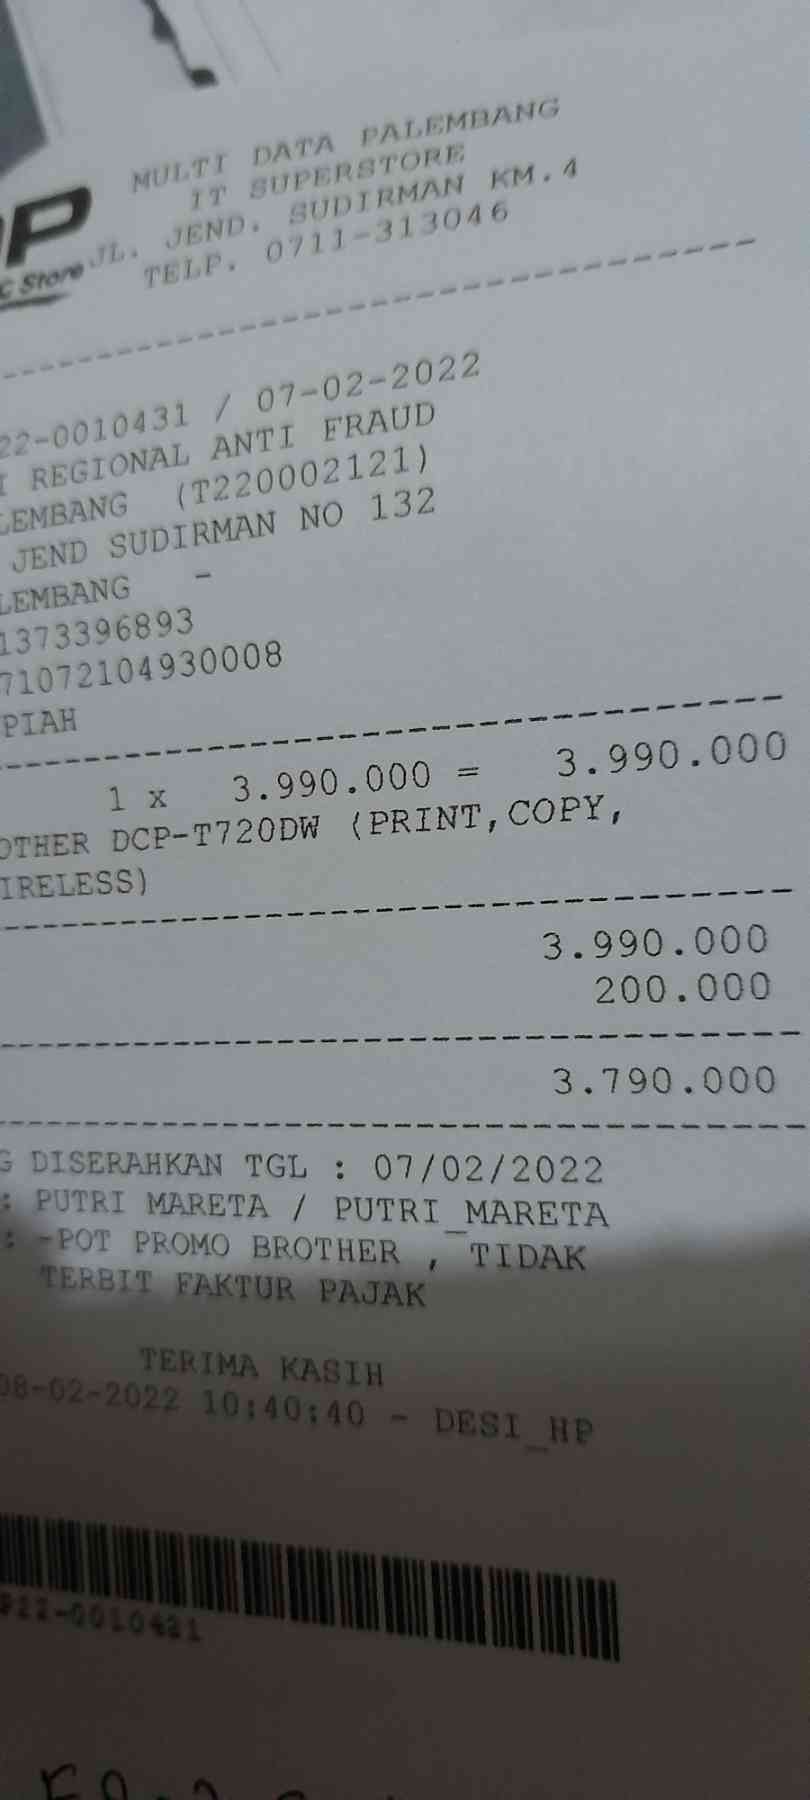 MULTI DATA PALEMBANG
IT SUPERSTORE
JL. JEND. SUDIRMAN KM.4
TELP. 0711-313046
C Store
22-0010431 / 07-02-2022
I REGIONAL ANTI FRAUD
LEMBANG (T220002121)
JEND SUDIRMAN NO 132
LEMBANG -
1373396893
71072104930008
PIAH
1 x 3.990.000 = 3.990.000
OTHER DCP-T720DW (PRINT,COPY,
IRELESS)
3.990.000
200.000
3.790.000
G DISERAHKAN TGL : 07/02/2022
: PUTRI MARETA / PUTRI_MARETA
: -POT PROMO BROTHER , TIDAK
TERBIT FAKTUR PAJAK
TERIMA KASIH
08-02-2022 10:40:40 - DESI_HP